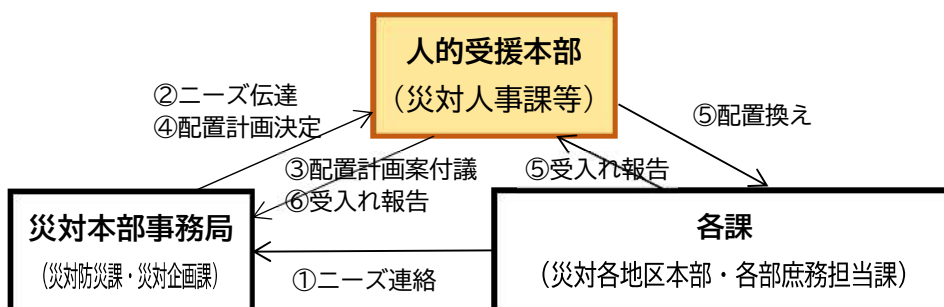 人的受援本部
（災対人事課等）
②ニーズ伝達
④配置計画決定
⑤配置換え
③配置計画案付議
⑥受入れ報告
⑤受入れ報告
災対本部事務局
（災対防災課・災対企画課）
各課
（災対各地区本部・各部庶務担当課）
①ニーズ連絡